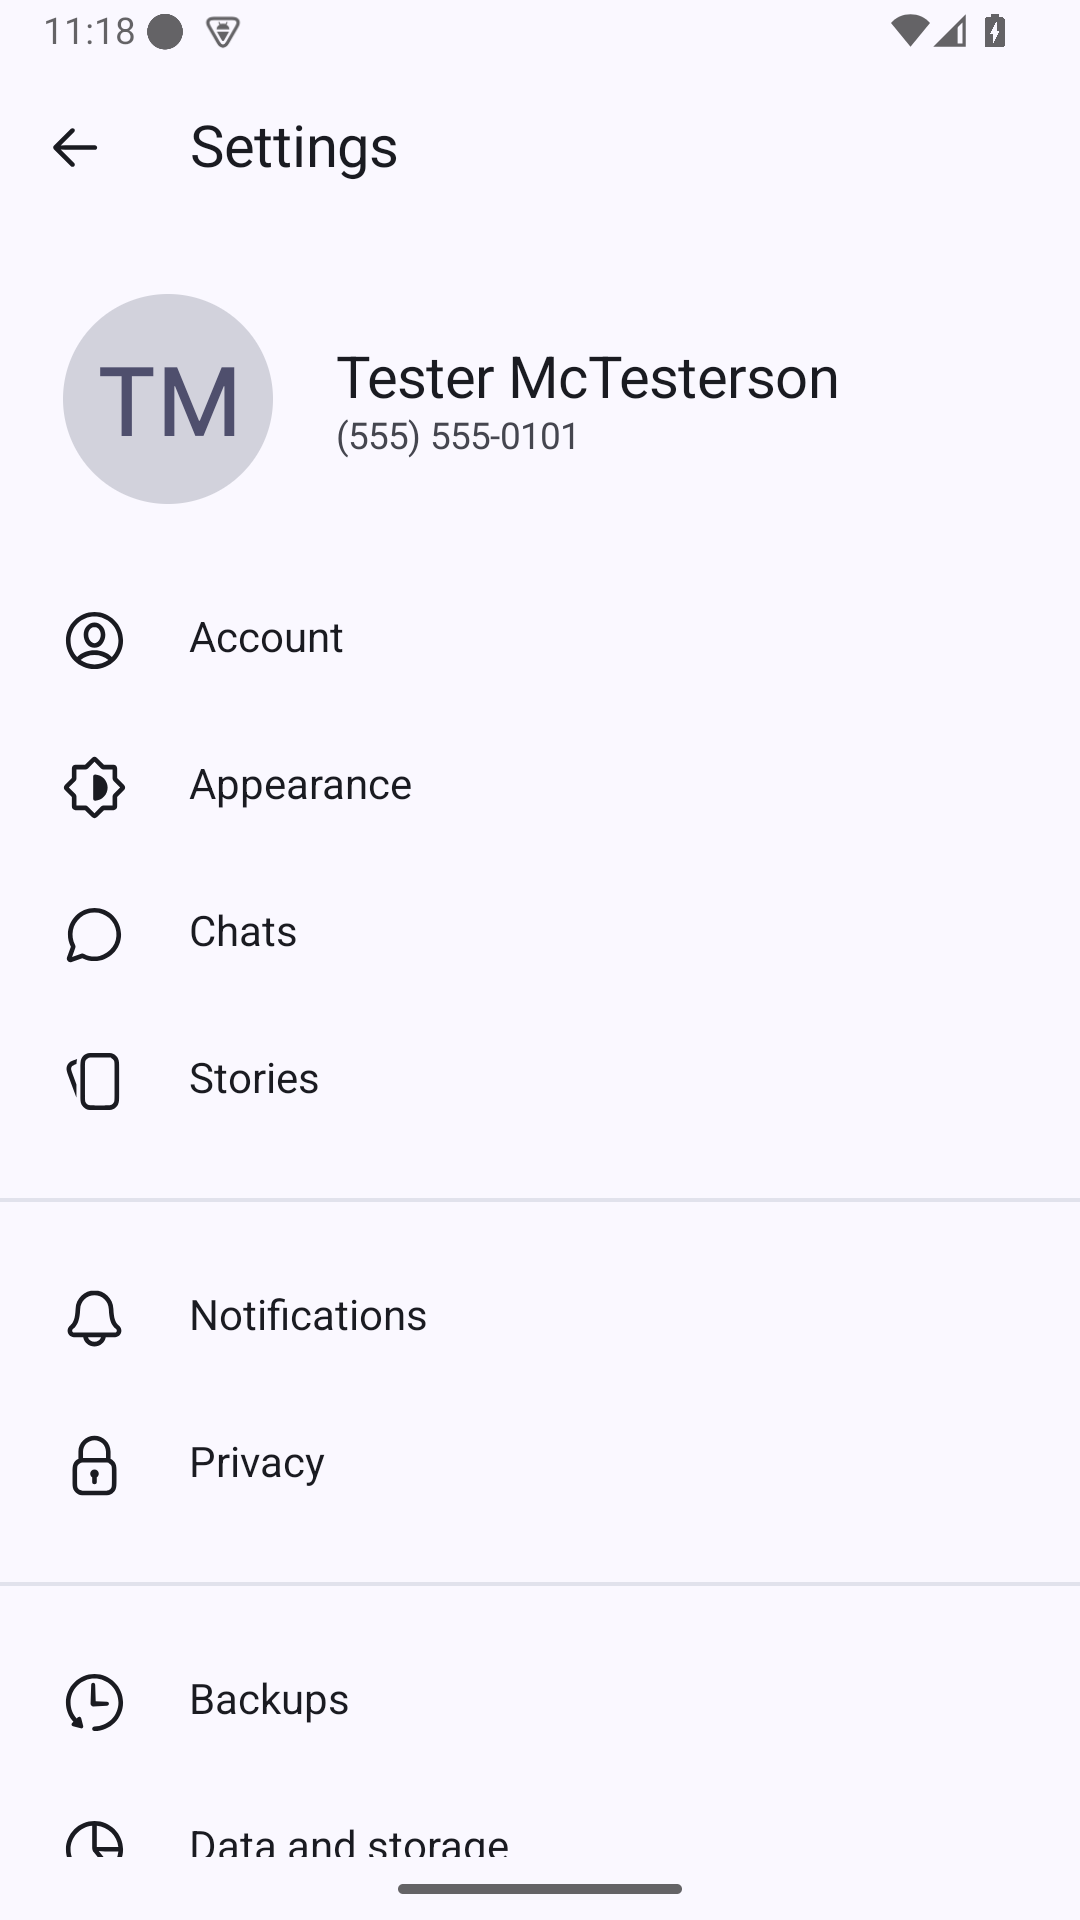 11:18
Settings
TM
Tester McTesterson
(555) 555-0101
Account
Appearance
Chats
Stories
Notifications
Privacy
Backups
Data and storage